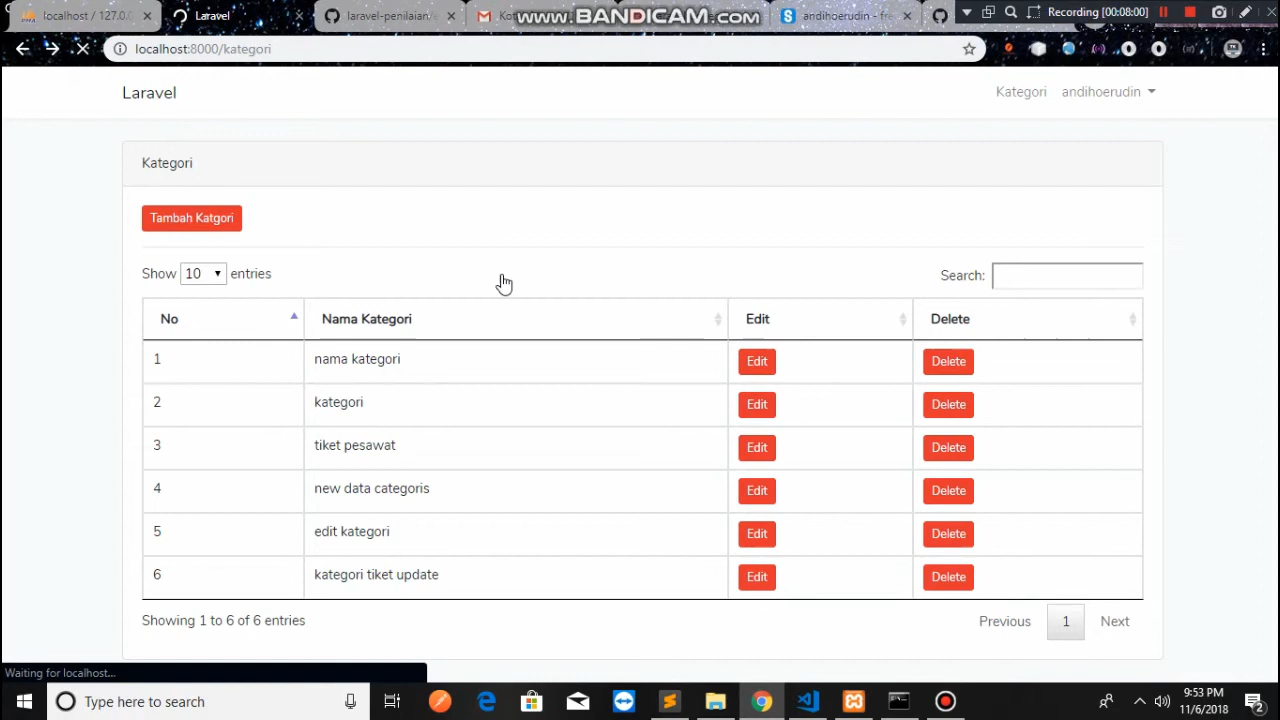 localhost / 127.0
Laravel
laravel-penilaian
www.BANDICAM.com
andihoerudin - fre
Recording [00:08:00]
localhost:8000/kategori
Laravel
Kategori
andihoerudin
Kategori
Tambah Katgori
Show 10 entries
Search:
No Nama Kategori Edit Delete
1 nama kategori Edit Delete
2 kategori Edit Delete
3 tiket pesawat Edit Delete
4 new data categoris Edit Delete
5 edit kategori Edit Delete
6 kategori tiket update Edit Delete
Showing 1 to 6 of 6 entries
Previous 1 Next
Waiting for localhost...
Type here to search
9:53 PM
11/6/2018
2